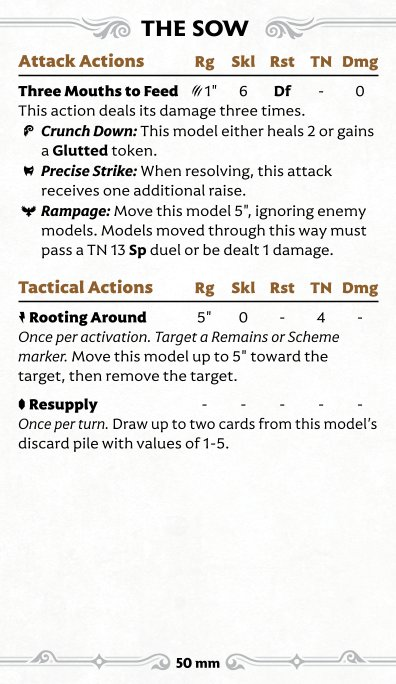 THE SOW
Attack Actions Rg Skl Rst TN Dmg
Three Mouths to Feed 1" 6 Df - 0
This action deals its damage three times.
Crunch Down: This model either heals 2 or gains
a Glutted token.
Precise Strike: When resolving, this attack
receives one additional raise.
Rampage: Move this model 5", ignoring enemy
models. Models moved through this way must
pass a TN 13 Sp duel or be dealt 1 damage.
Tactical Actions Rg Skl Rst TN Dmg
Rooting Around 5" 0 - 4 -
Once per activation. Target a Remains or Scheme
marker. Move this model up to 5" toward the
target, then remove the target.
Resupply - - - - -
Once per turn. Draw up to two cards from this model's
discard pile with values of 1-5.
50 mm